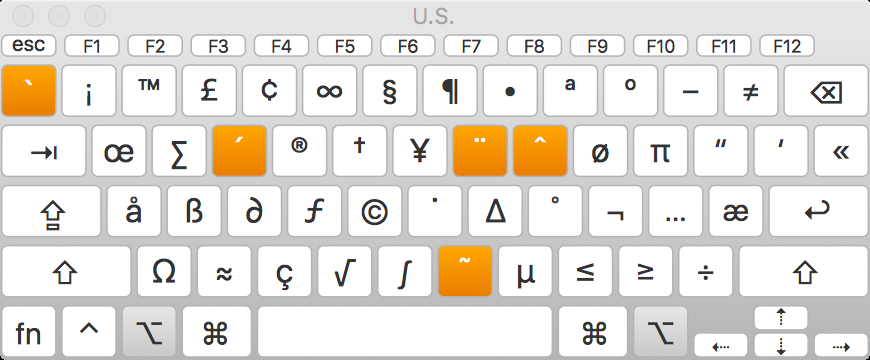 U.S.
esc F1 F2 F3 F4 F5 F6 F7 F8 F9 F10 F11 F12
` ¡ ™ £ ¢ ∞ § ¶ • ª º – ≠ ⌫
⇥ œ ∑ ´ ® † ¥ ¨ ˆ ø π “ ‘ «
⇪ å ß ∂ ƒ © ˙ ∆ ˚ ¬ … æ ↩
⇧ Ω ≈ ç √ ∫ ˜ µ ≤ ≥ ÷ ⇧
fn ^ ⌥ ⌘ ⌘ ⌥ ⇠ ⇡ ⇣ ⇢